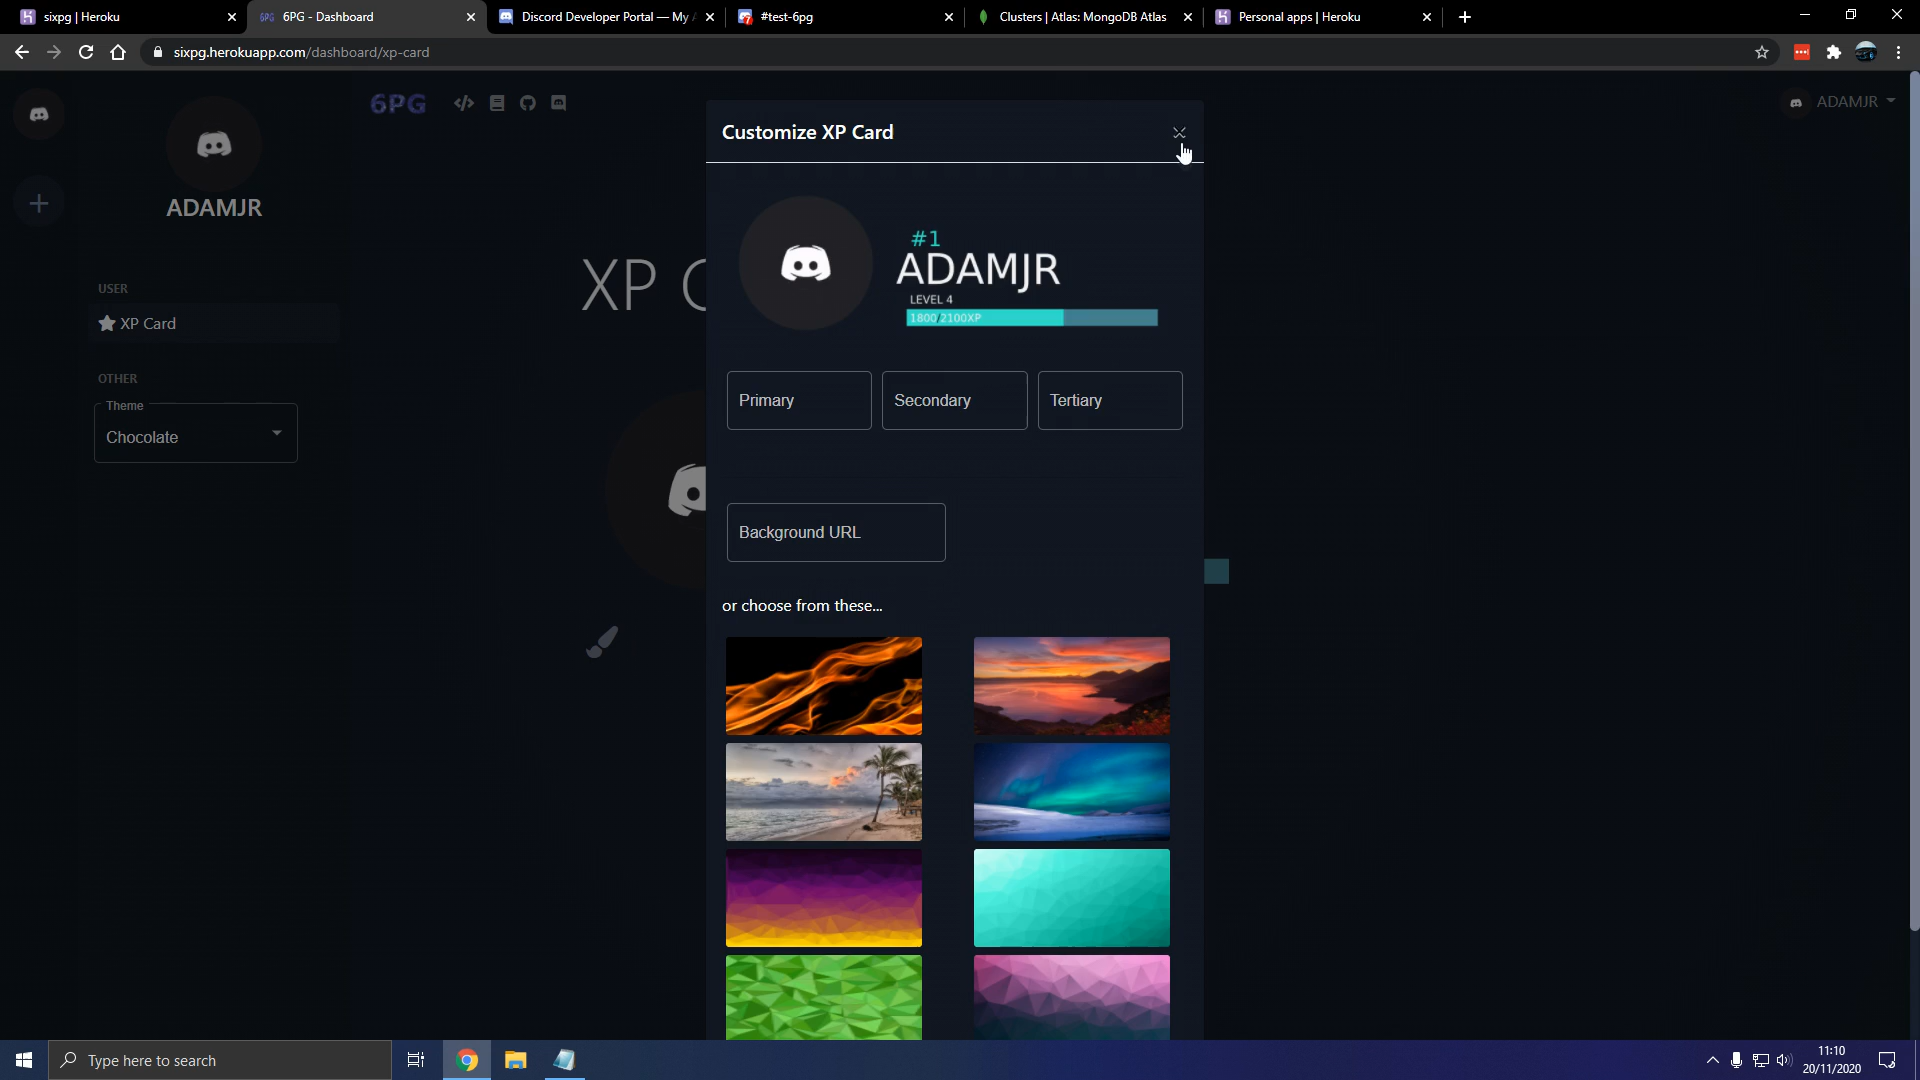 sixpg | Heroku
6PG - Dashboard
Discord Developer Portal — My A
#test-6pg
Clusters | Atlas: MongoDB Atlas
Personal apps | Heroku
sixpg.herokuapp.com/dashboard/xp-card
6PG
ADAMJR
ADAMJR
USER
XP Card
OTHER
Theme
Chocolate
XP C
Customize XP Card
#1
ADAMJR
LEVEL 4
1800/2100XP
Primary
Secondary
Tertiary
Background URL
or choose from these...
Type here to search
11:10
20/11/2020